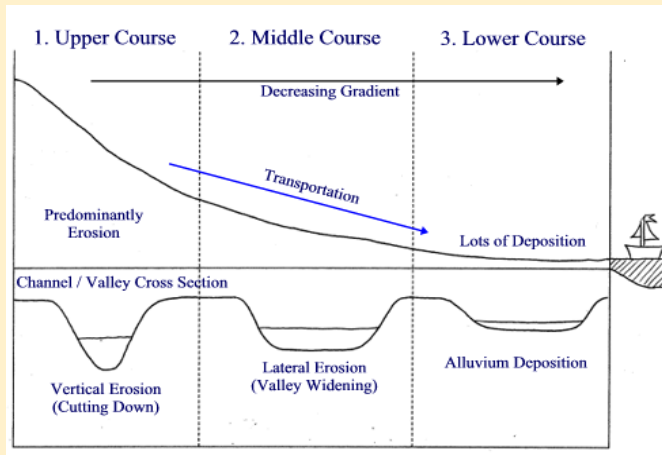 1. Upper Course
2. Middle Course
3. Lower Course
Decreasing Gradient
Transportation
Predominantly
Erosion
Lots of Deposition
Channel / Valley Cross Section
Vertical Erosion
(Cutting Down)
Lateral Erosion
(Valley Widening)
Alluvium Deposition